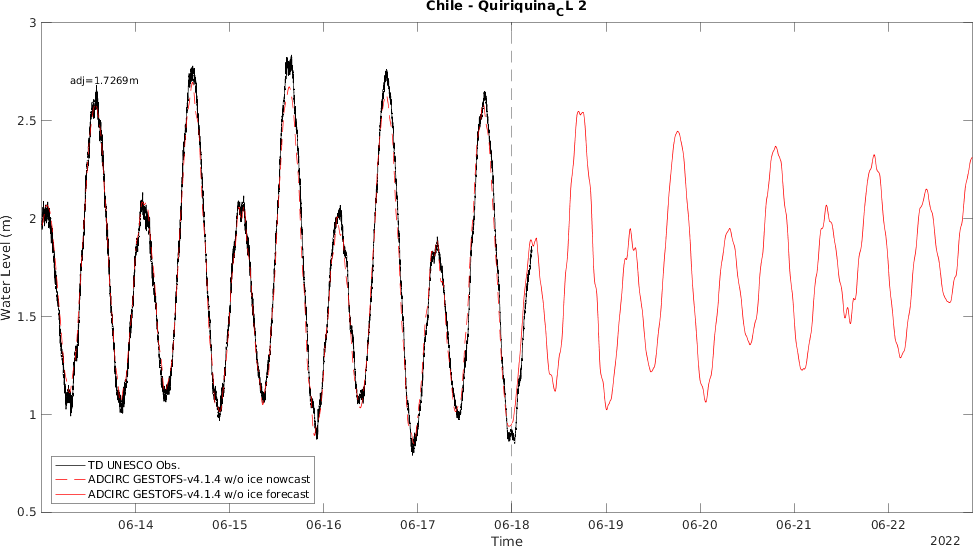 Chile - Quiriquina_CL 2
adj=1.7269m
Water Level (m)
3
2.5
2
1.5
1
0.5
TD UNESCO Obs.
ADCIRC GESTOFS-v4.1.4 w/o ice nowcast
ADCIRC GESTOFS-v4.1.4 w/o ice forecast
06-14 06-15 06-16 06-17 06-18 06-19 06-20 06-21 06-22
Time
2022